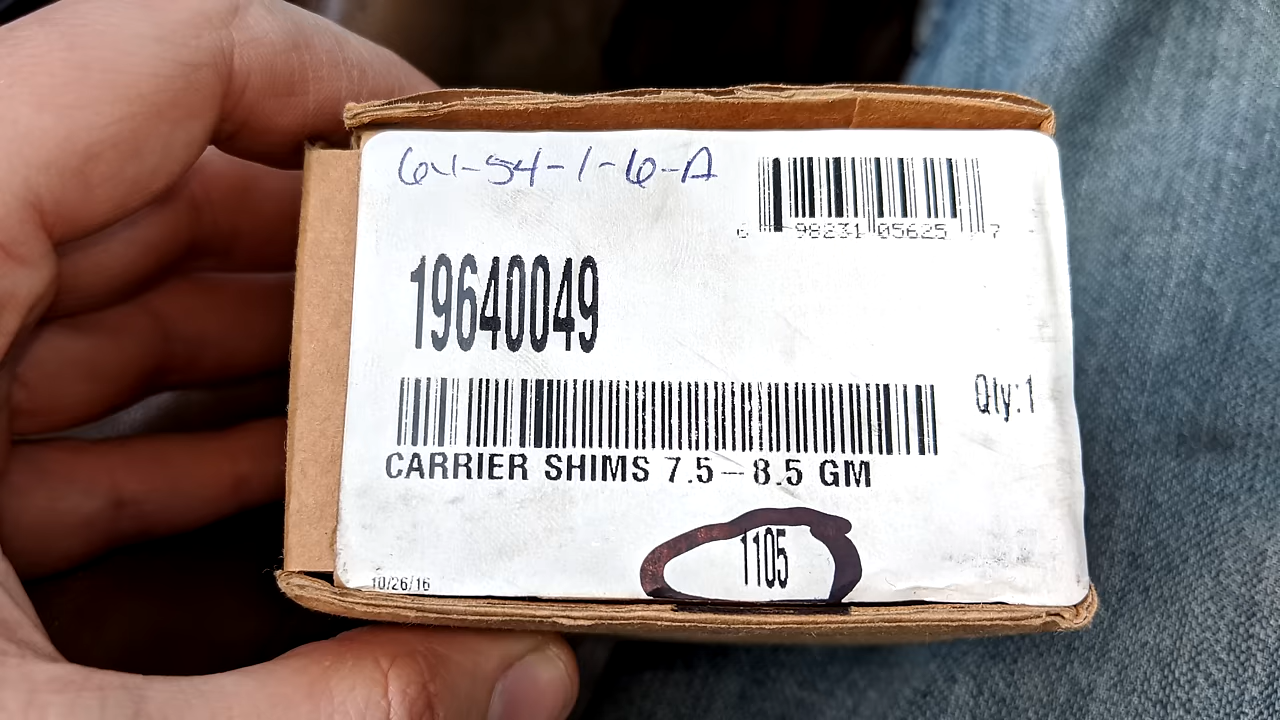 64-54-1-6-A
6 98231 05625 7
19640049
Qty:1
CARRIER SHIMS 7.5-8.5 GM
1105
10/26/16